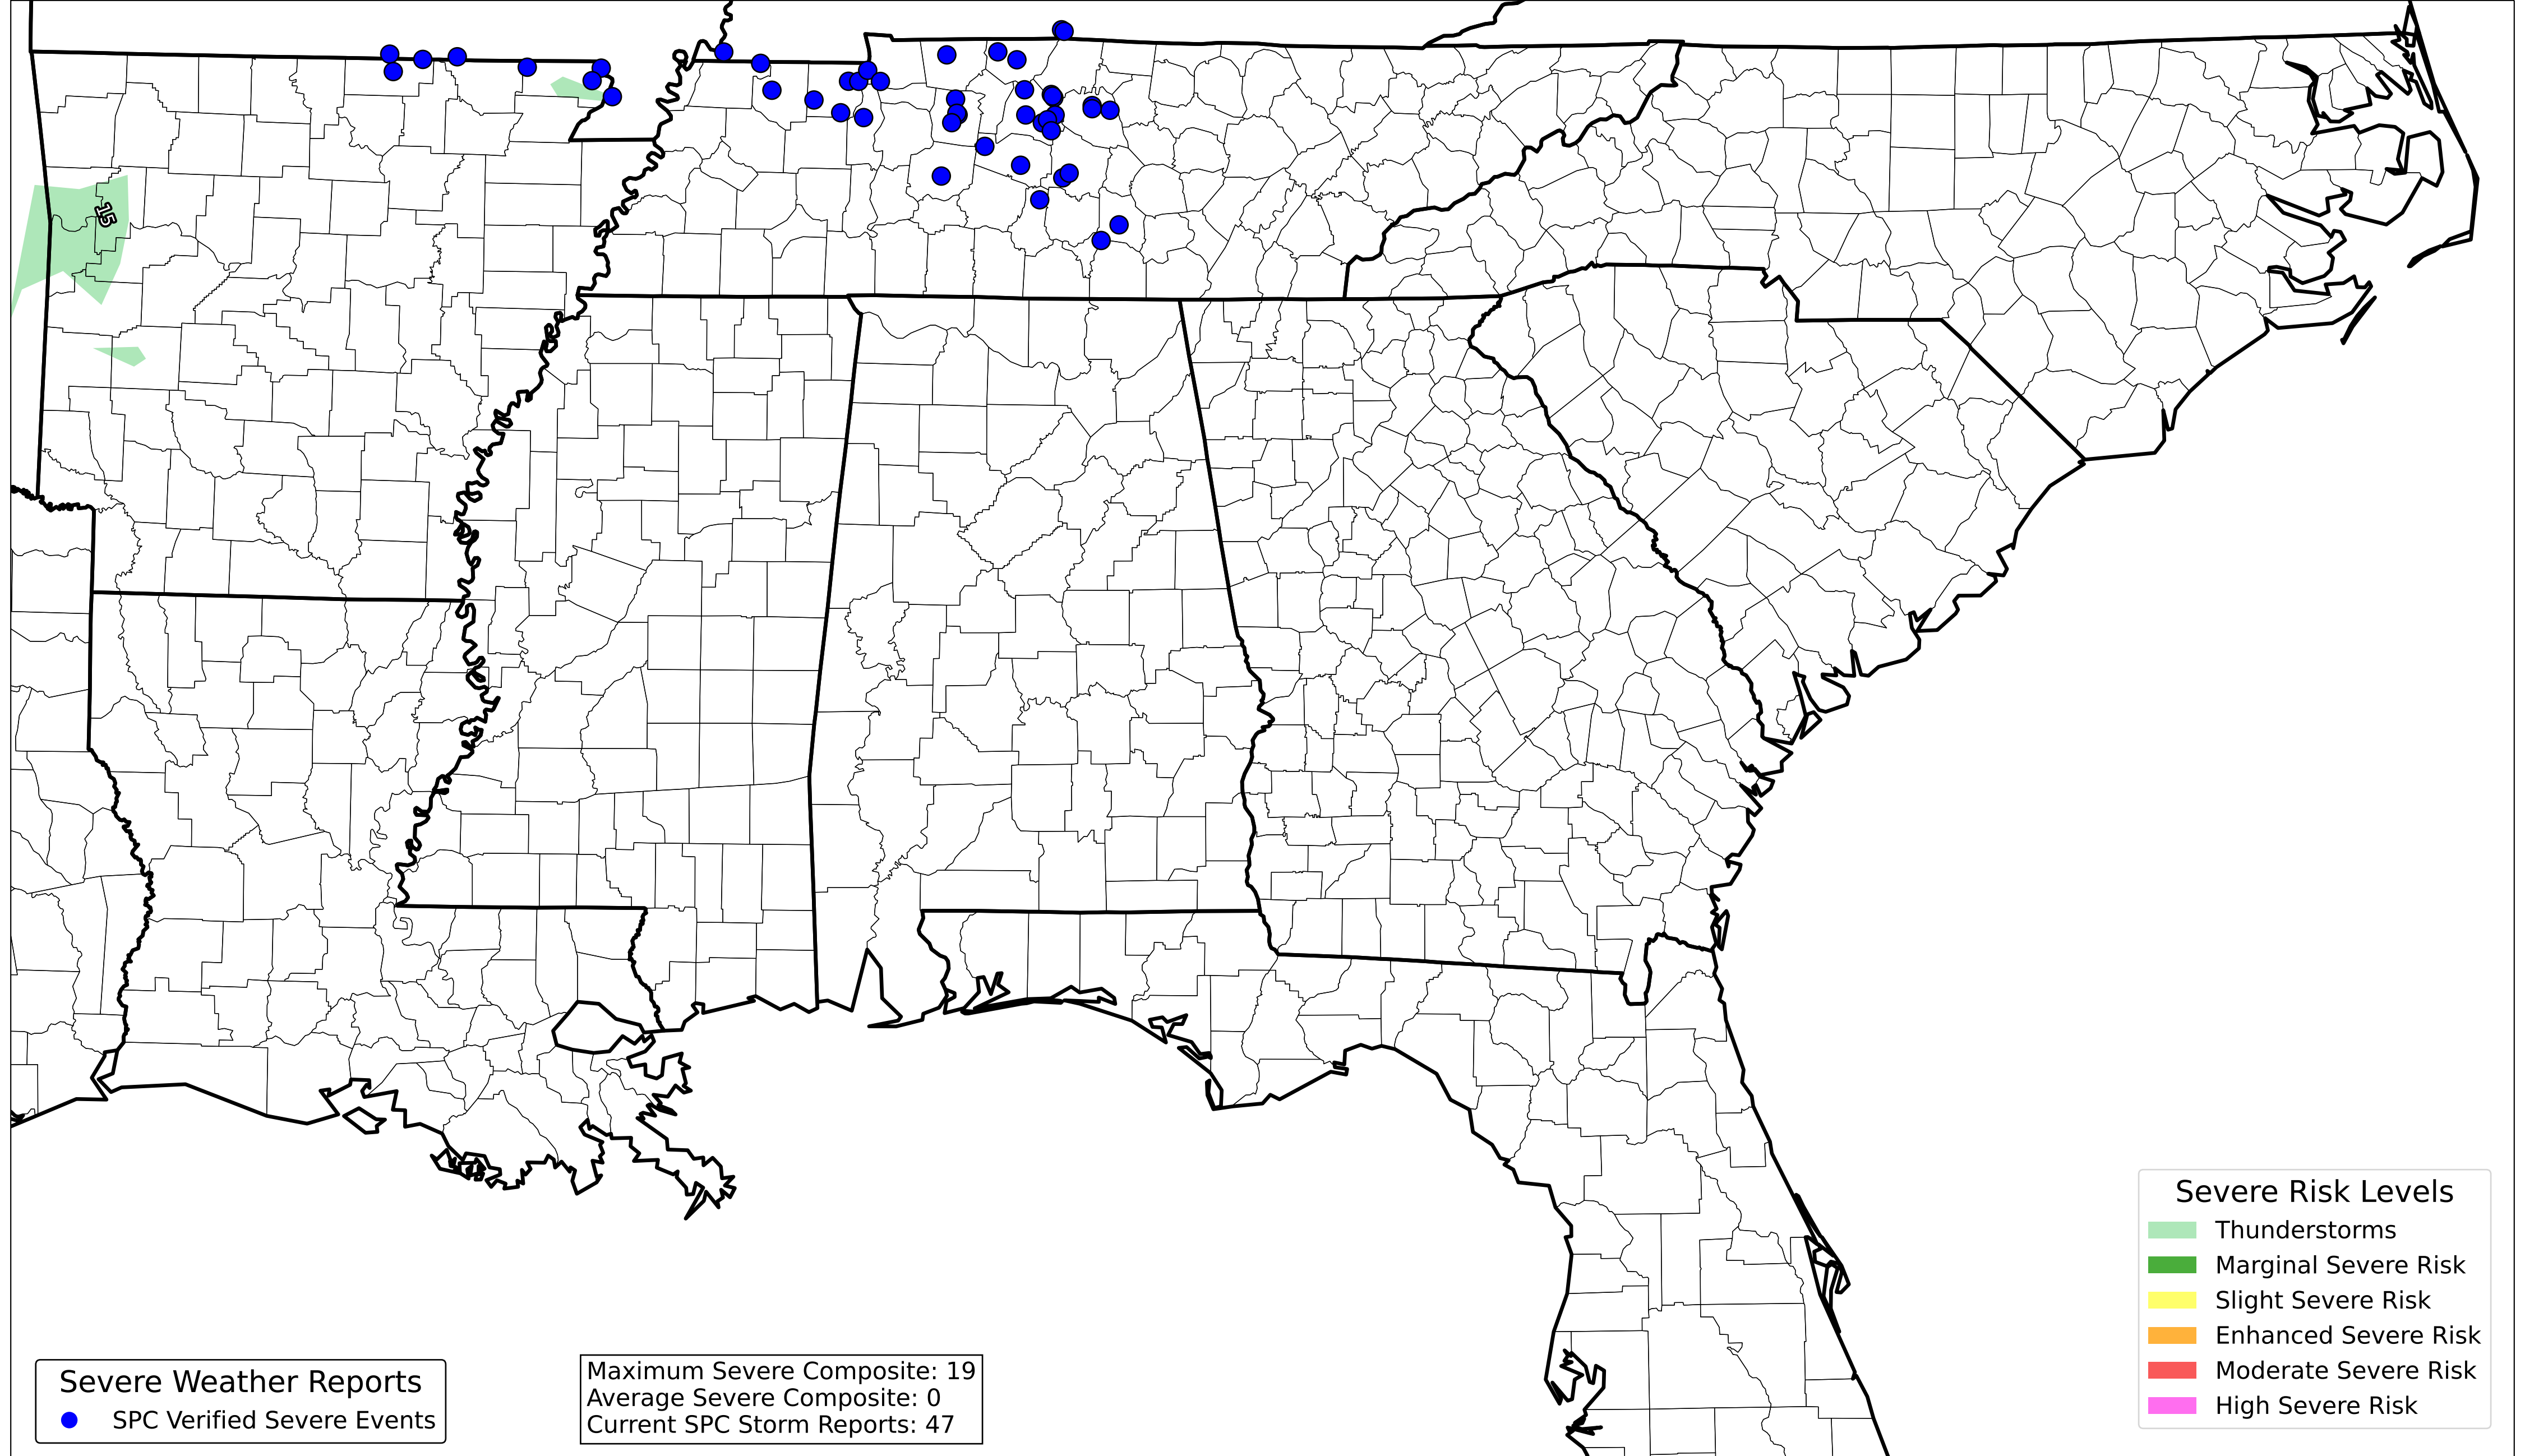 15
Severe Weather Reports
SPC Verified Severe Events
Maximum Severe Composite: 19
Average Severe Composite: 0
Current SPC Storm Reports: 47
Severe Risk Levels
Thunderstorms
Marginal Severe Risk
Slight Severe Risk
Enhanced Severe Risk
Moderate Severe Risk
High Severe Risk